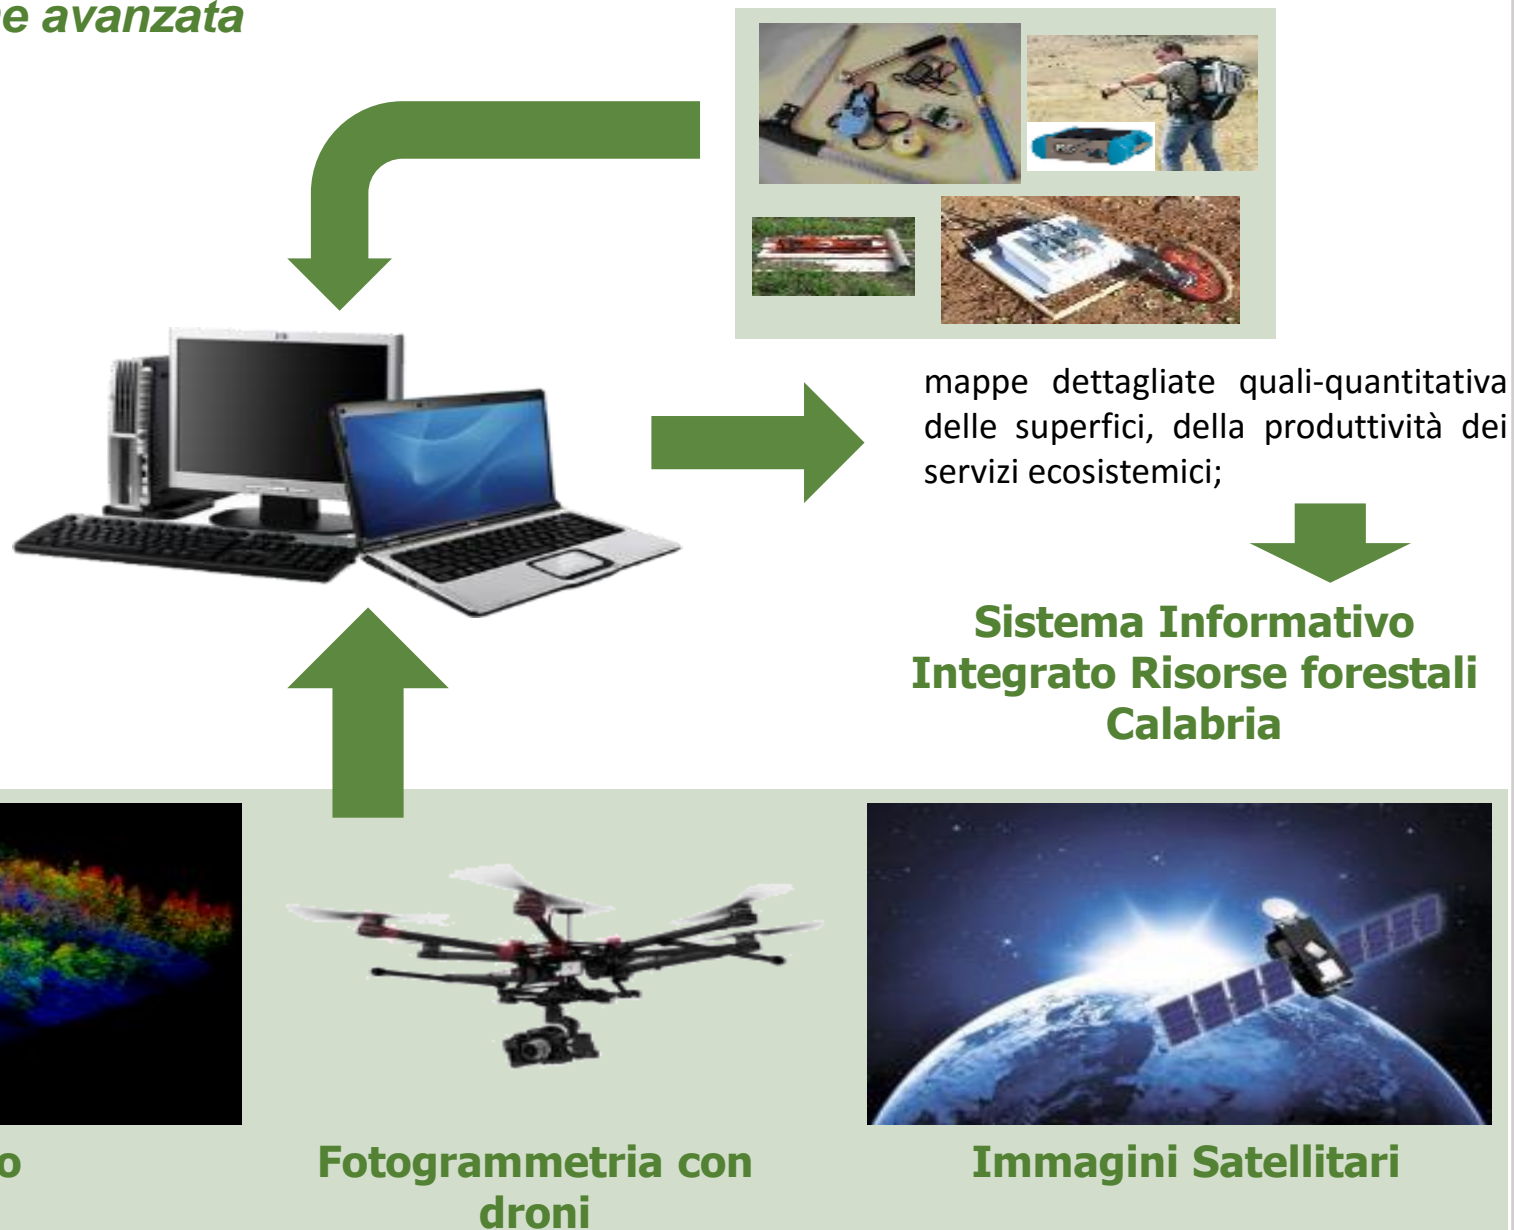 e avanzata
mappe dettagliate quali-quantitativa
delle superfici, della produttività dei
servizi ecosistemici;
Sistema Informativo
Integrato Risorse forestali
Calabria
o
Fotogrammetria con
droni
Immagini Satellitari